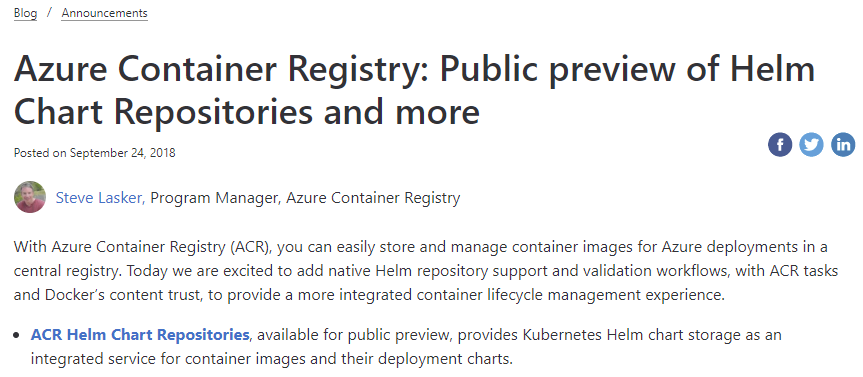 Blog / Announcements
Azure Container Registry: Public preview of Helm
Chart Repositories and more
Posted on September 24, 2018
Steve Lasker, Program Manager, Azure Container Registry
With Azure Container Registry (ACR), you can easily store and manage container images for Azure deployments in a
central registry. Today we are excited to add native Helm repository support and validation workflows, with ACR tasks
and Docker’s content trust, to provide a more integrated container lifecycle management experience.
• ACR Helm Chart Repositories, available for public preview, provides Kubernetes Helm chart storage as an
integrated service for container images and their deployment charts.